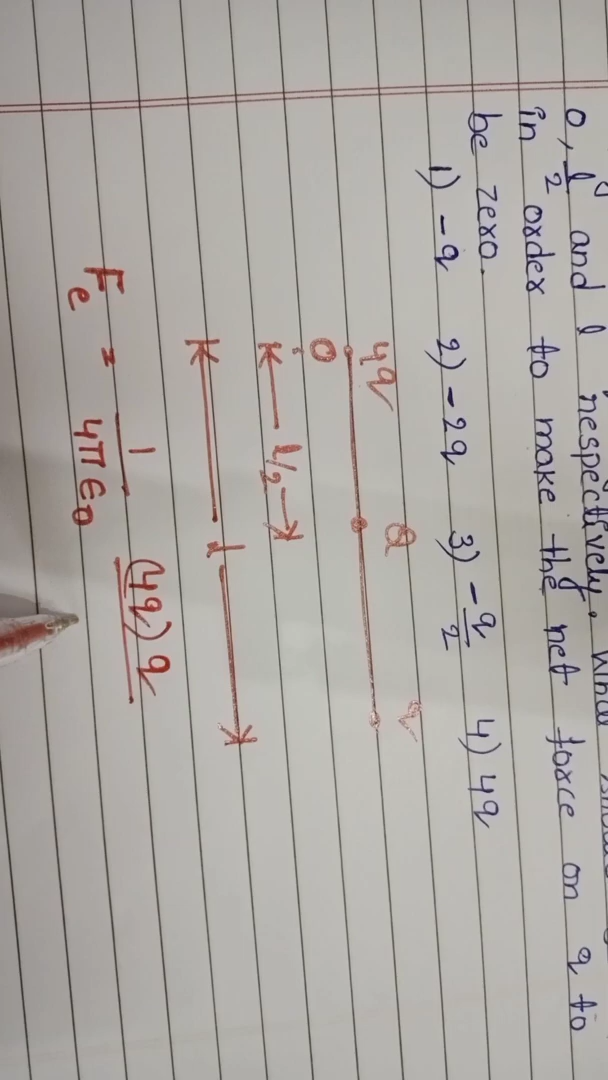 0, l/2 and l respectively. What
in order to make the net force on q to
be zero.
1) -q 2) -2q 3) -q/2 4) 4q
4q Q q
0
l/2
l
Fe = 1/4πϵ0 (4q) q